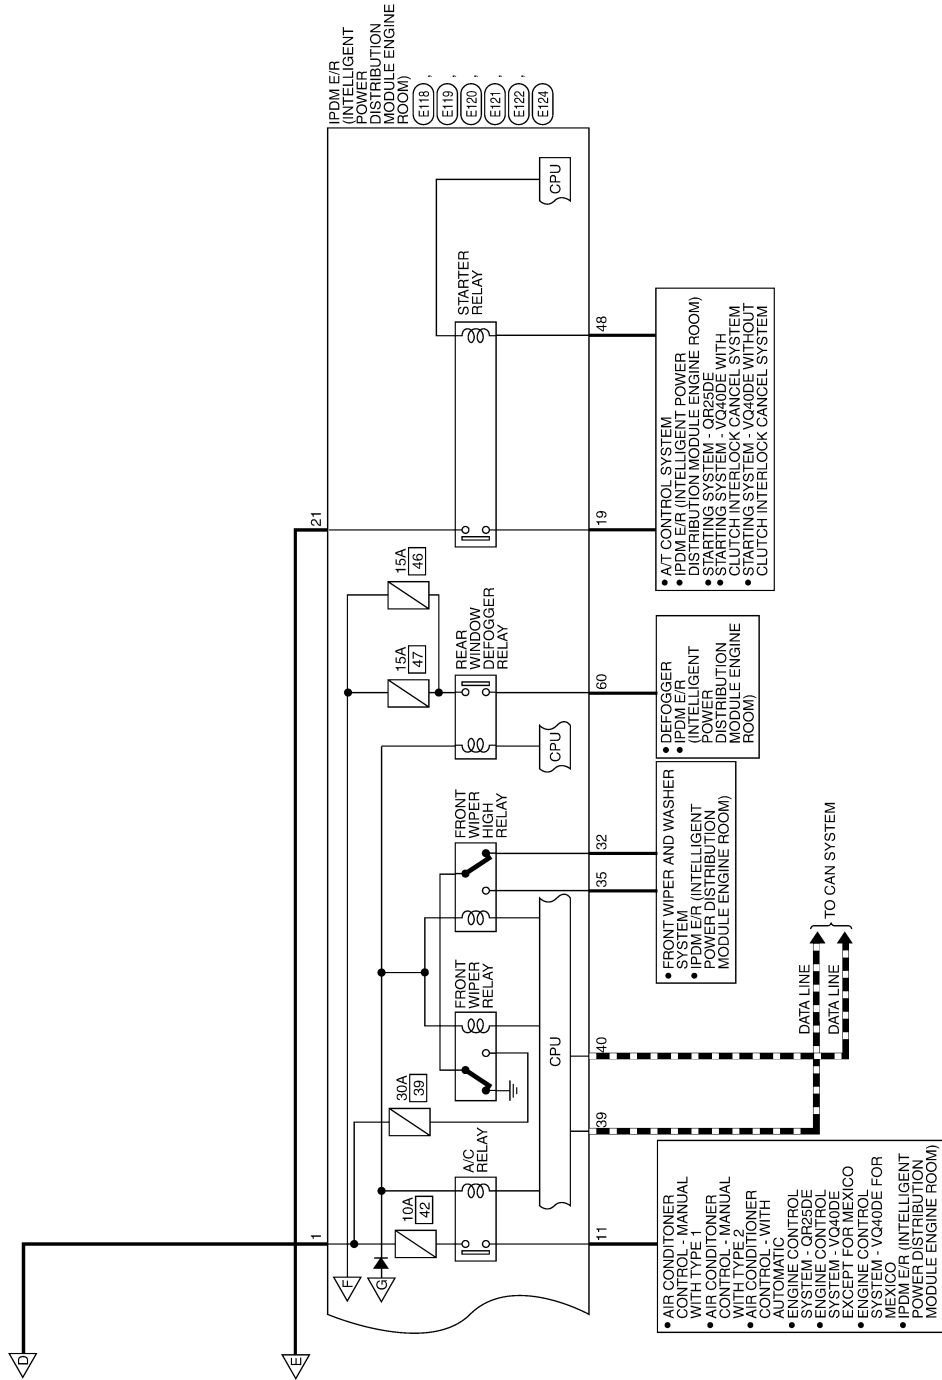 IPDM E/R
(INTELLIGENT
POWER
DISTRIBUTION
MODULE ENGINE
ROOM)
E118 ,
E119 ,
E120 ,
E121 ,
E122 ,
E124
D
E
F
G
1
21
10A
42
A/C
RELAY
30A
39
FRONT
WIPER
RELAY
FRONT
WIPER
HIGH
RELAY
15A
47
15A
46
REAR
WINDOW
DEFOGGER
RELAY
STARTER
RELAY
CPU
CPU
CPU
11
39
40
35
32
60
19
48
DATA LINE
DATA LINE
TO CAN SYSTEM
● AIR CONDITIONER
CONTROL - MANUAL
WITH TYPE 1
● AIR CONDITONER
CONTROL - MANUAL
WITH TYPE 2
● AIR CONDITIONER
CONTROL - WITH
AUTOMATIC
● ENGINE CONTROL
SYSTEM - QR25DE
● ENGINE CONTROL
SYSTEM - VQ40DE
EXCEPT FOR MEXICO
● ENGINE CONTROL
SYSTEM - VQ40DE FOR
MEXICO
● IPDM E/R (INTELLIGENT
POWER DISTRIBUTION
MODULE ENGINE ROOM)
● FRONT WIPER AND WASHER
SYSTEM
● IPDM E/R (INTELLIGENT
POWER DISTRIBUTION
MODULE ENGINE ROOM)
● DEFOGGER
● IPDM E/R
(INTELLIGENT
POWER
DISTRIBUTION
MODULE ENGINE
ROOM)
● A/T CONTROL SYSTEM
● IPDM E/R (INTELLIGENT POWER
DISTRIBUTION MODULE ENGINE ROOM)
● STARTING SYSTEM - QR25DE
● STARTING SYSTEM - VQ40DE WITH
CLUTCH INTERLOCK CANCEL SYSTEM
● STARTING SYSTEM - VQ40DE WITHOUT
CLUTCH INTERLOCK CANCEL SYSTEM